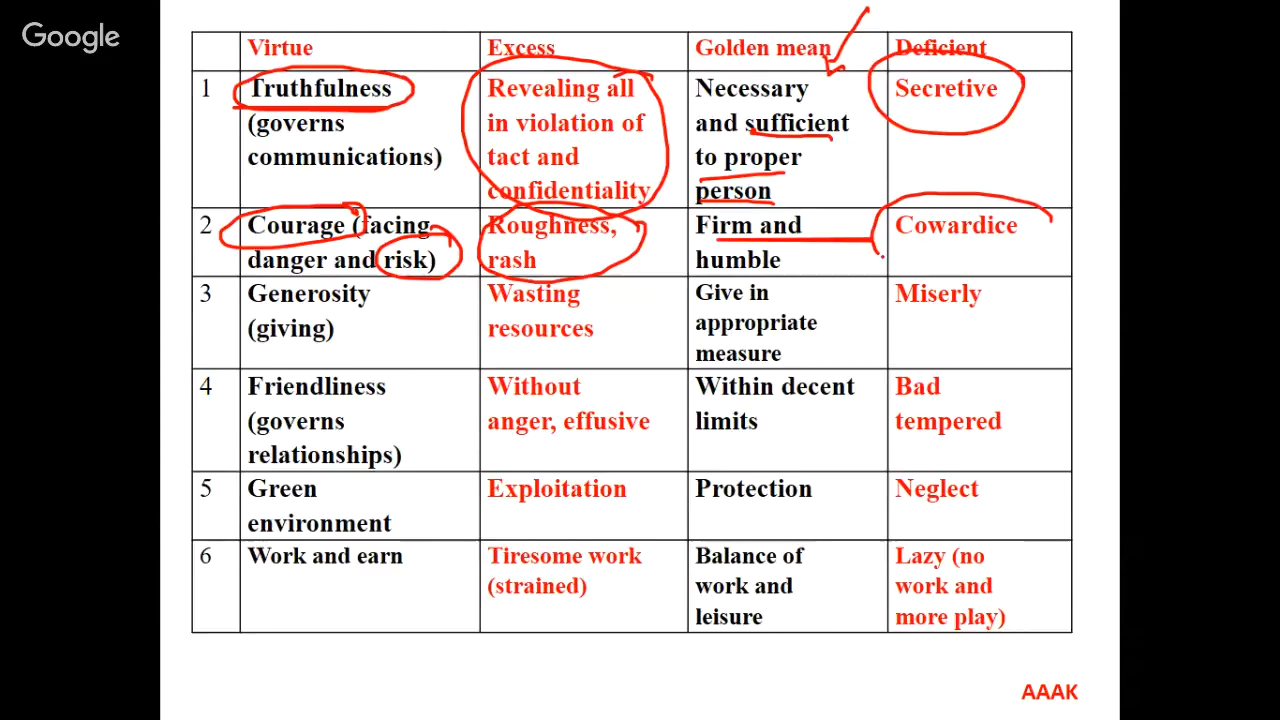 Google
Virtue Excess Golden mean Deficient
1 Truthfulness Revealing all Necessary Secretive
(governs in violation of and sufficient
communications) tact and to proper
confidentiality person
2 Courage (facing Roughness, Firm and Cowardice
danger and risk) rash humble
3 Generosity Wasting Give in Miserly
(giving) resources appropriate
measure
4 Friendliness Without Within decent Bad
(governs anger, effusive limits tempered
relationships)
5 Green Exploitation Protection Neglect
environment
6 Work and earn Tiresome work Balance of Lazy (no
(strained) work and work and
leisure more play)
AAAK